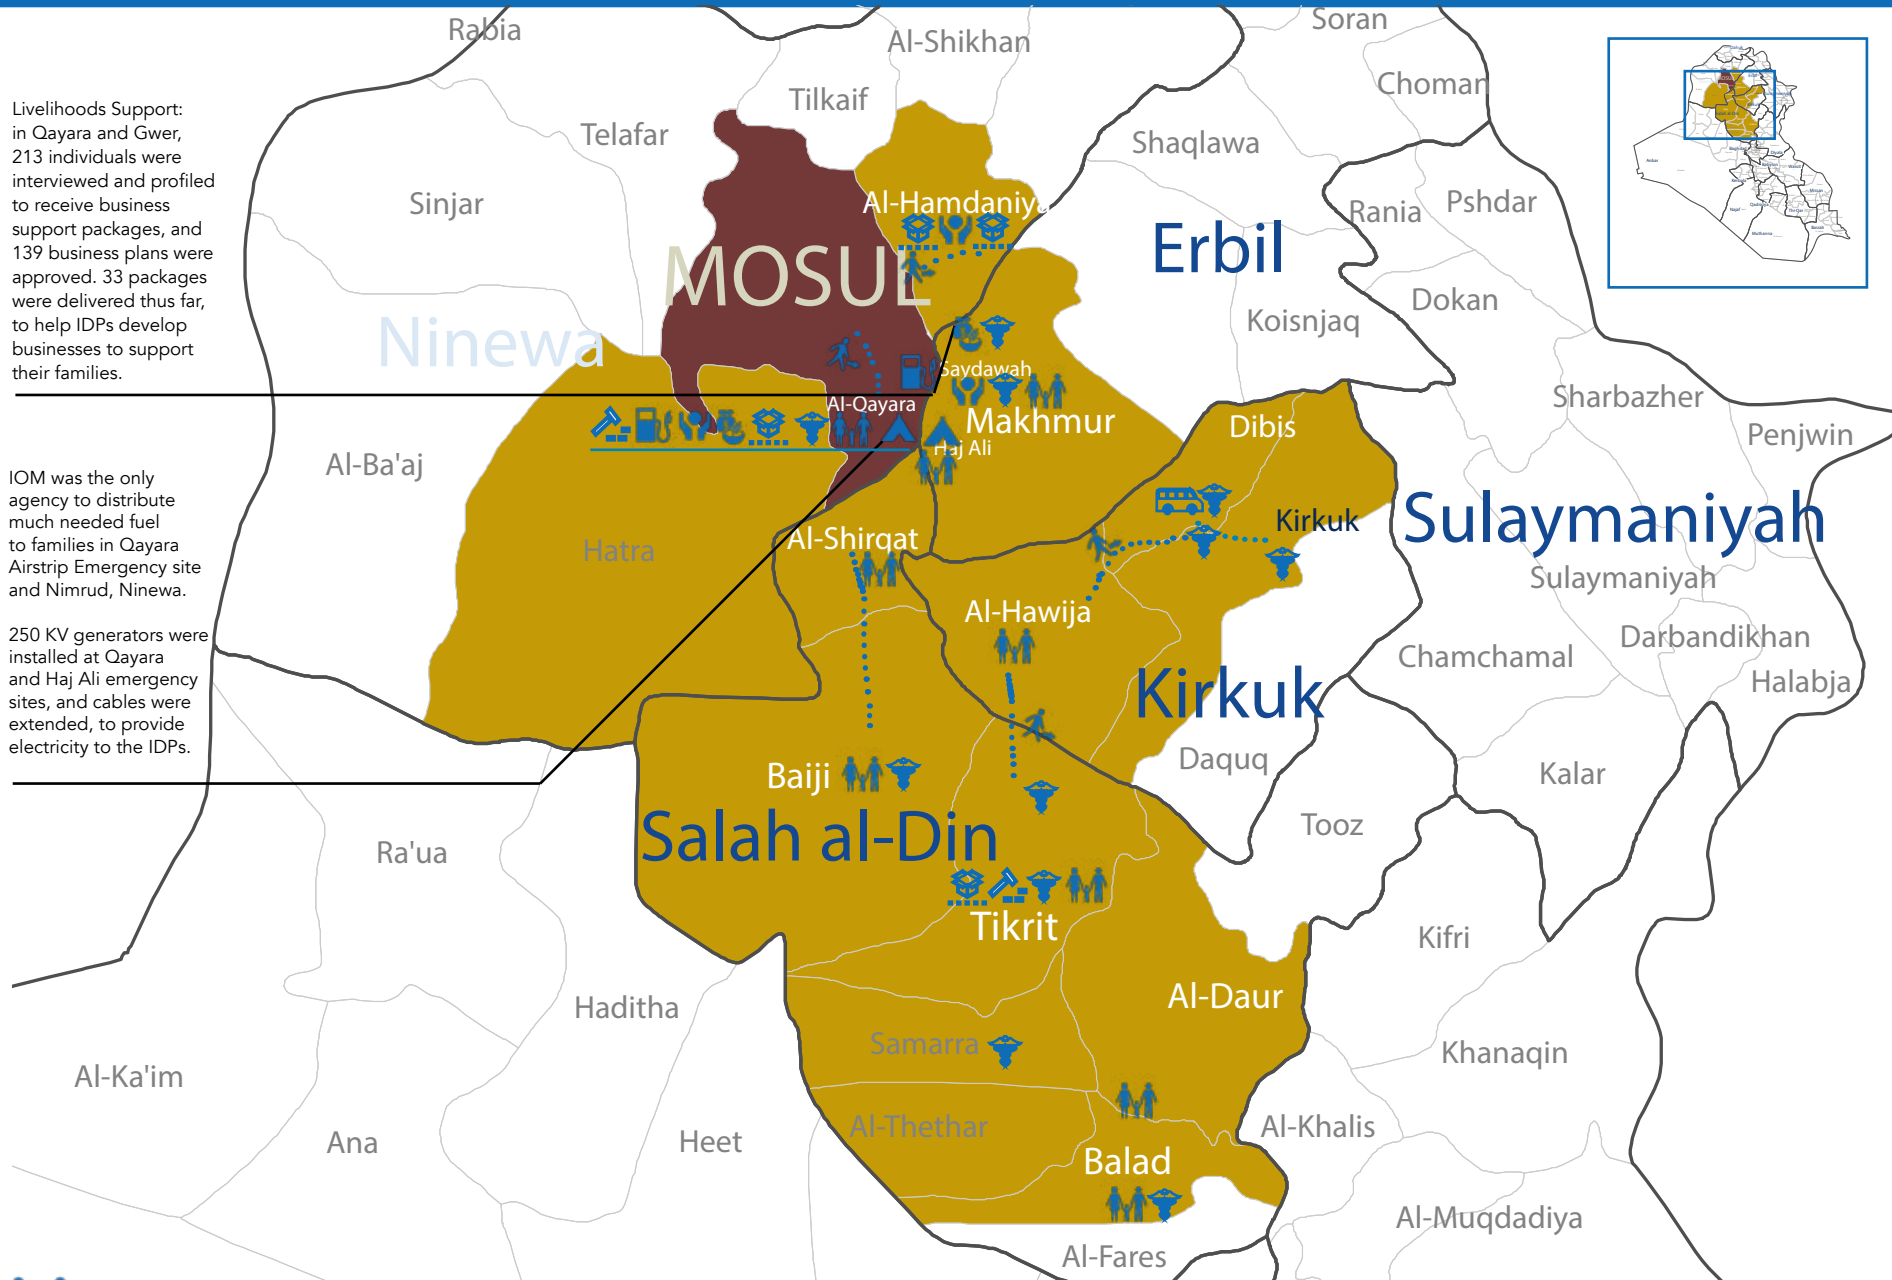 Rabia
Al-Shikhan
Soran
Choman
Tilkaif
Telafar
Shaqlawa
Livelihoods Support:
in Qayara and Gwer,
213 individuals were
interviewed and profiled
to receive business
support packages, and
139 business plans were
approved. 33 packages
were delivered thus far,
to help IDPs develop
businesses to support
their families.
Sinjar
Al-Hamdaniya
Rania
Pshdar
MOSUL
Erbil
Ninewa
Koisnjaq
Dokan
Saydawah
Al-Qayara
Makhmur
Haj Ali
Dibis
Sharbazher
Penjwin
Al-Ba'aj
IOM was the only
agency to distribute
much needed fuel
to families in Qayara
Airstrip Emergency site
and Nimrud, Ninewa.
250 KV generators were
installed at Qayara
and Haj Ali emergency
sites, and cables were
extended, to provide
electricity to the IDPs.
Hatra
Al-Shirqat
Kirkuk
Sulaymaniyah
Sulaymaniyah
Al-Hawija
Chamchamal
Darbandikhan
Halabja
Kirkuk
Daquq
Kalar
Baiji
Salah al-Din
Tooz
Ra'ua
Tikrit
Kifri
Haditha
Al-Daur
Samarra
Khanaqin
Al-Ka'im
Ana
Heet
Al-Thethar
Al-Khalis
Balad
Al-Muqdadiya
Al-Fares